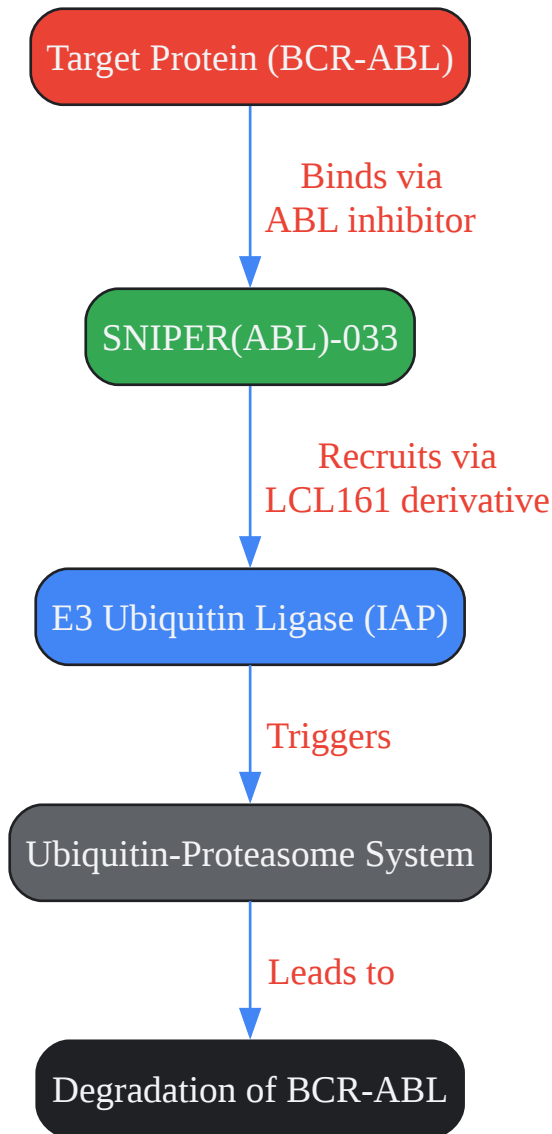 Target Protein (BCR-ABL)
Binds via
ABL inhibitor
SNIPER(ABL)-033
Recruits via
LCL161 derivative
E3 Ubiquitin Ligase (IAP)
Triggers
Ubiquitin-Proteasome System
Leads to
Degradation of BCR-ABL